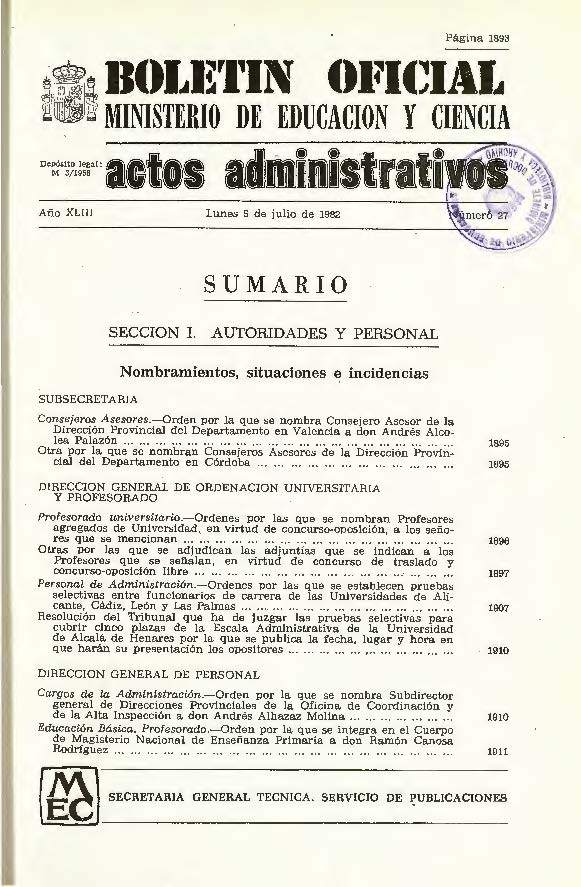 Página 1893
BOLETIN OFICIAL
MINISTERIO DE EDUCACION Y CIENCIA
Depósito legal:
M 3/1958
actos administrativos
Año XLIII
Lunes 5 de julio de 1982
Número 27
SUMARIO
SECCION I. AUTORIDADES Y PERSONAL
Nombramientos, situaciones e incidencias
SUBSECRETARIA
Consejeros Asesores.—Orden por la que se nombra Consejero Asesor de la
Dirección Provincial del Departamento en Valencia a don Andrés Alco-
lea Palazón ... 1895
Otra por la que se nombran Consejeros Asesores de la Dirección Provin-
cial del Departamento en Córdoba ... 1895
DIRECCION GENERAL DE ORDENACION UNIVERSITARIA
Y PROFESORADO
Profesorado universitario.—Ordenes por las que se nombran Profesores
agregados de Universidad, en virtud de concurso-oposición, a los seño-
res que se mencionan ... 1896
Otras por las que se adjudican las adjuntías que se indican a los
Profesores que se señalan, en virtud de concurso de traslado y
concurso-oposición libre ... 1897
Personal de Administración.—Ordenes por las que se establecen pruebas
selectivas entre funcionarios de carrera de las Universidades de Ali-
cante, Cádiz, León y Las Palmas ... 1907
Resolución del Tribunal que ha de juzgar las pruebas selectivas para
cubrir cinco plazas de la Escala Administrativa de la Universidad
de Alcalá de Henares por la que se publica la fecha, lugar y hora en
que harán su presentación los opositores ... 1910
DIRECCION GENERAL DE PERSONAL
Cargos de la Administración.—Orden por la que se nombra Subdirector
general de Direcciones Provinciales de la Oficina de Coordinación y
de la Alta Inspección a don Andrés Alhazaz Molina ... 1910
Educación Básica. Profesorado.—Orden por la que se integra en el Cuerpo
de Magisterio Nacional de Enseñanza Primaria a don Ramón Canosa
Rodríguez ... 1911
MEC
SECRETARIA GENERAL TECNICA. SERVICIO DE PUBLICACIONES